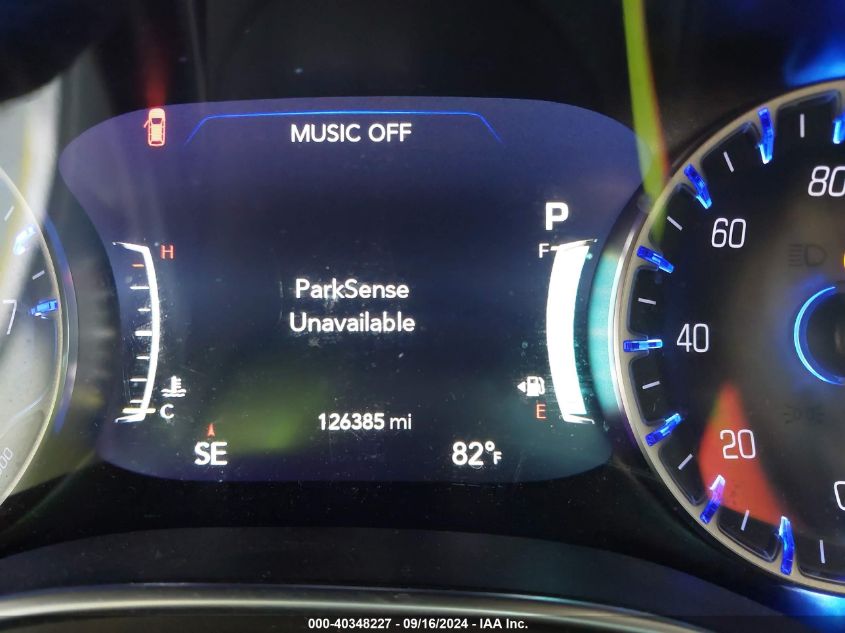 MUSIC OFF
P
H
F
60
80
ParkSense
Unavailable
7
40
C
E
126385 mi
SE
82°F
20
000-40348227 - 09/16/2024 - IAA Inc.